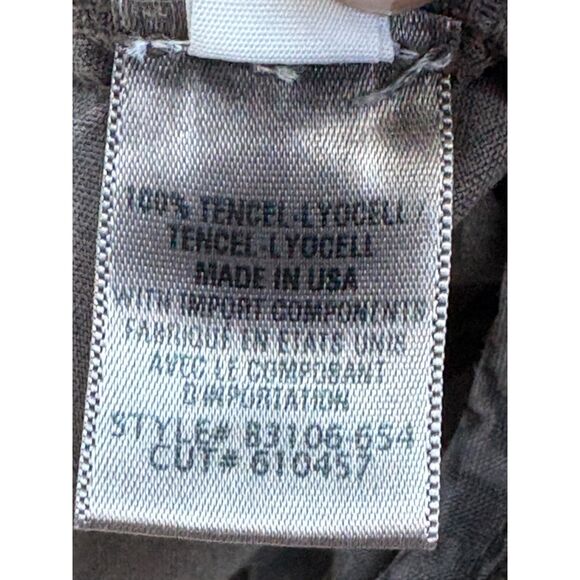 100% TENCEL-LYOCELL /
TENCEL-LYOCELL
MADE IN USA
WITH IMPORT COMPONENTS
FABRIQUE EN ETATS UNIS
AVEC LE COMPOSANT
D'IMPORTATION
STYLE# 83106-654
CUT# 610457